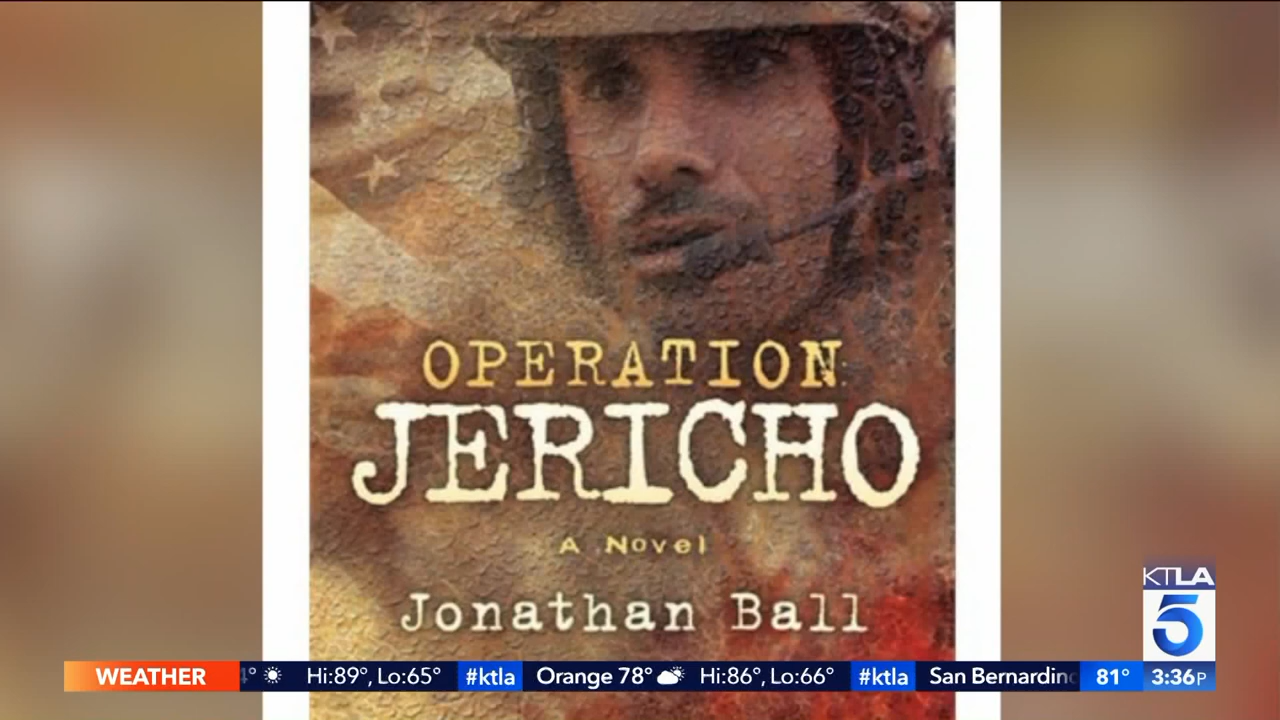 OPERATION
JERICHO
A Novel
Jonathan Ball
KTLA
5
WEATHER Hi:89°, Lo:65° #ktla Orange 78° Hi:86°, Lo:66° #ktla 81° 3:36P